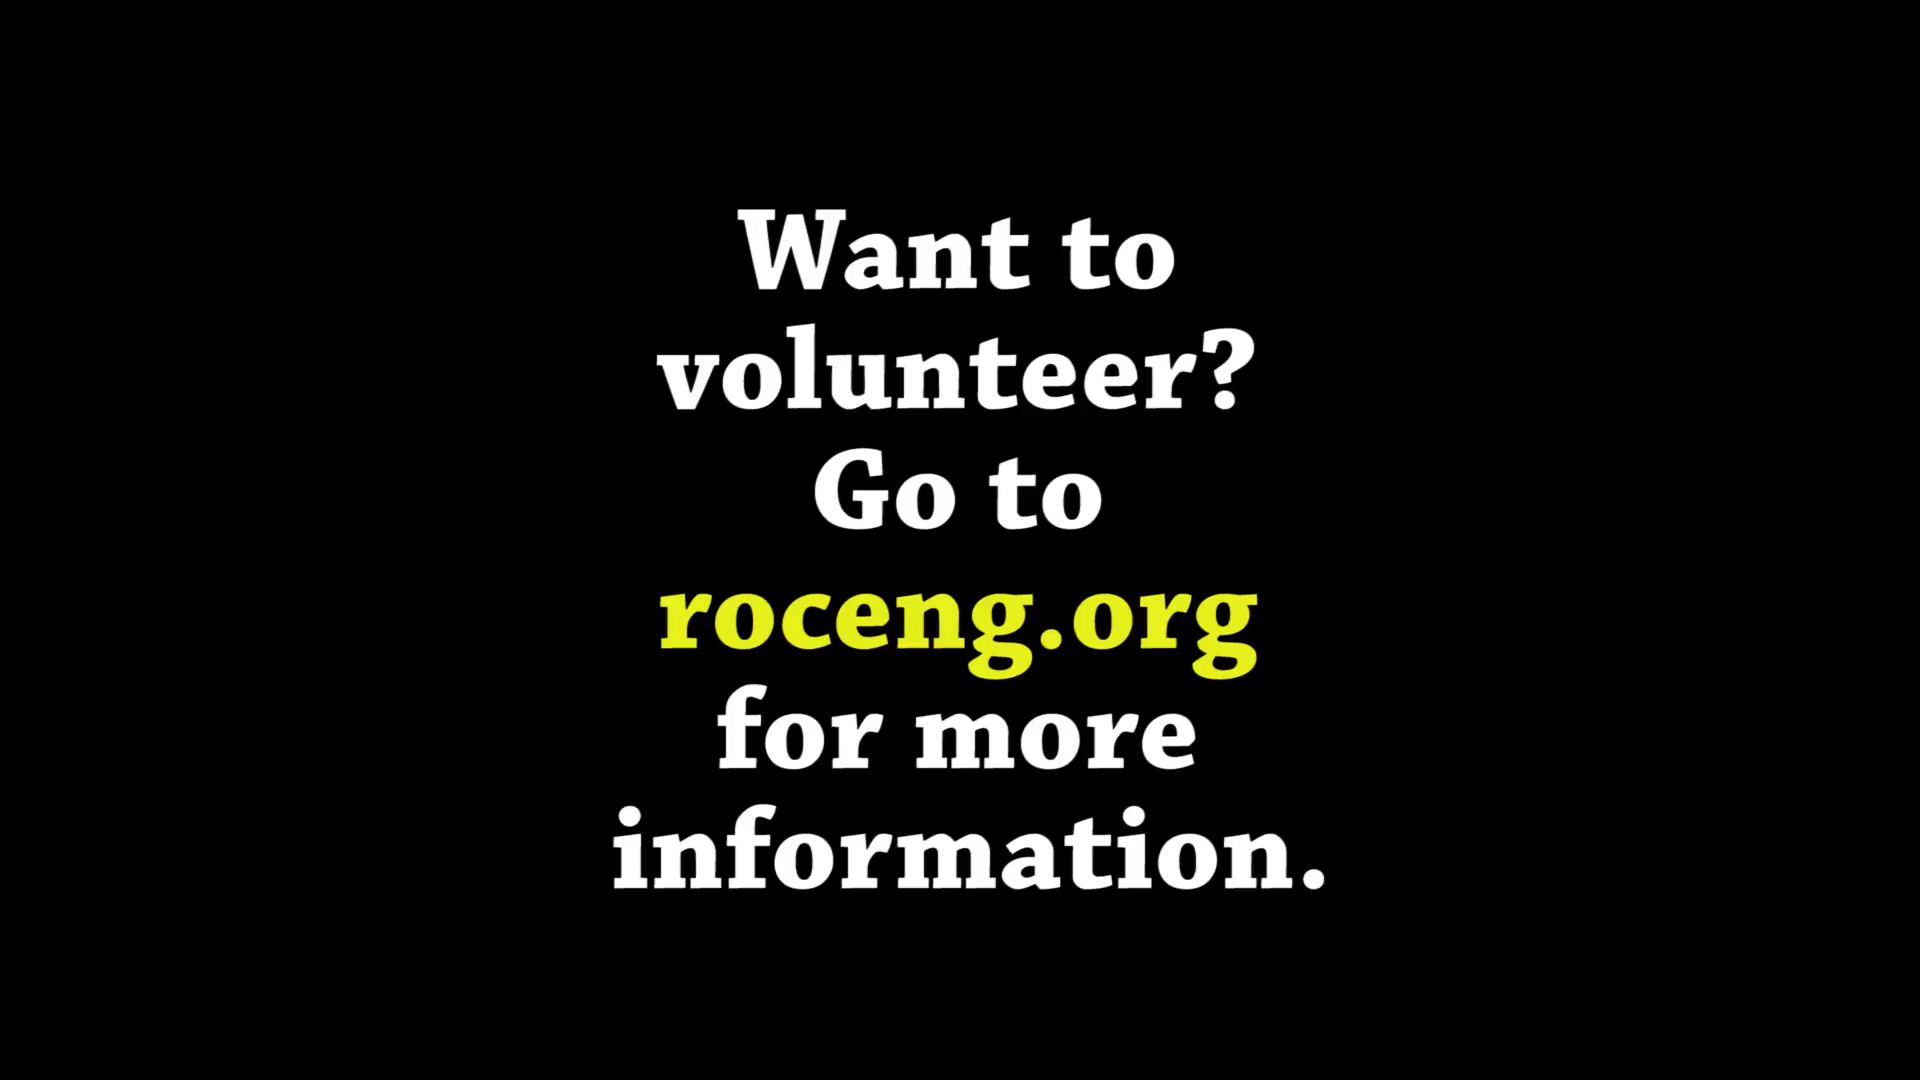 Want to
volunteer?
Go to
roceng.org
for more
information.